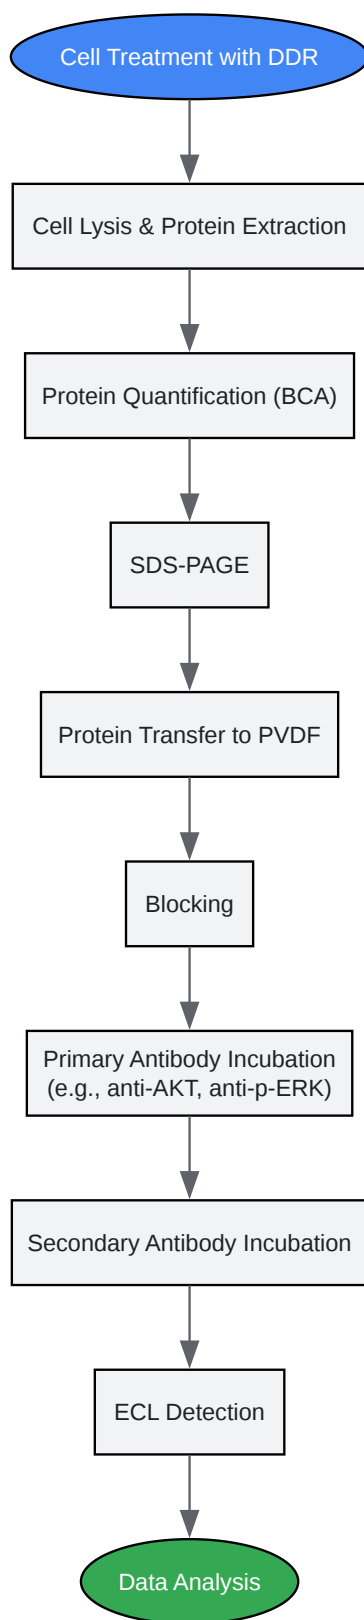 Cell Treatment with DDR
Cell Lysis & Protein Extraction
Protein Quantification (BCA)
SDS-PAGE
Protein Transfer to PVDF
Blocking
Primary Antibody Incubation
(e.g., anti-AKT, anti-p-ERK)
Secondary Antibody Incubation
ECL Detection
Data Analysis